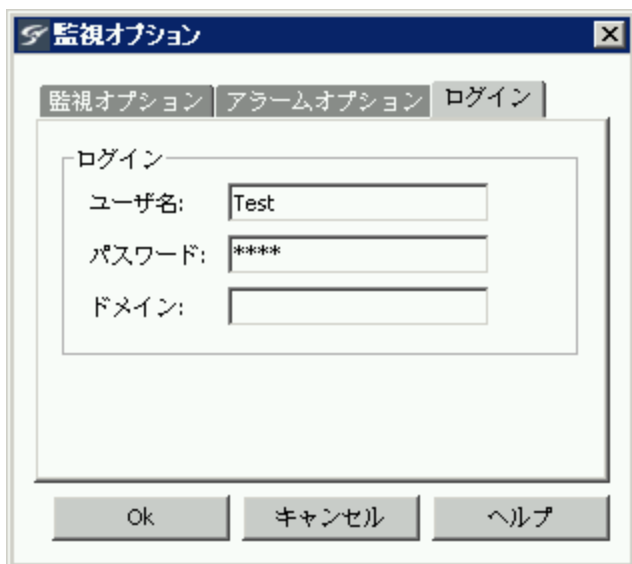 監視オプション
監視オプション アラームオプション ログイン
ログイン
ユーザ名: Test
パスワード: ****
ドメイン:
Ok キャンセル ヘルプ